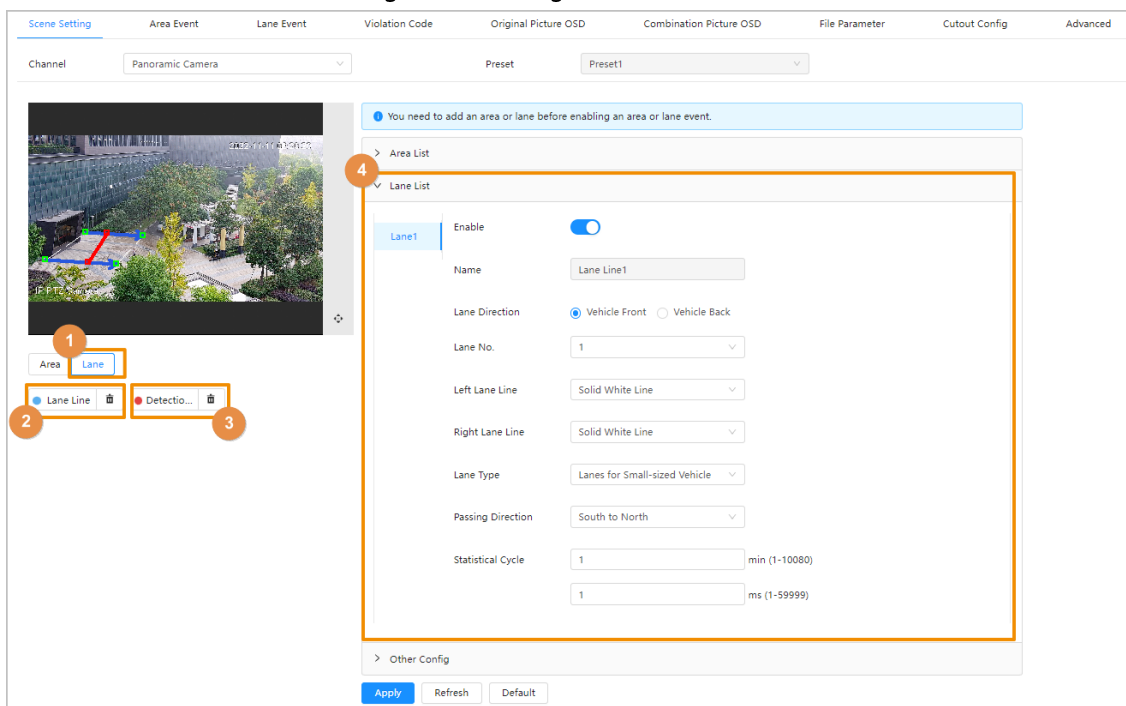 Scene Setting Area Event Lane Event Violation Code Original Picture OSD Combination Picture OSD File Parameter Cutout Config Advanced
Channel Panoramic Camera Preset Preset1
You need to add an area or lane before enabling an area or lane event.
Area List
4
Lane List
Lane1
Enable
Name Lane Line1
Lane Direction Vehicle Front Vehicle Back
Lane No. 1
Left Lane Line Solid White Line
Right Lane Line Solid White Line
Lane Type Lanes for Small-sized Vehicle
Passing Direction South to North
Statistical Cycle 1 min (1-10080)
1 ms (1-59999)
1
Area Lane
Lane Line Detectio...
2 3
Other Config
Apply Refresh Default